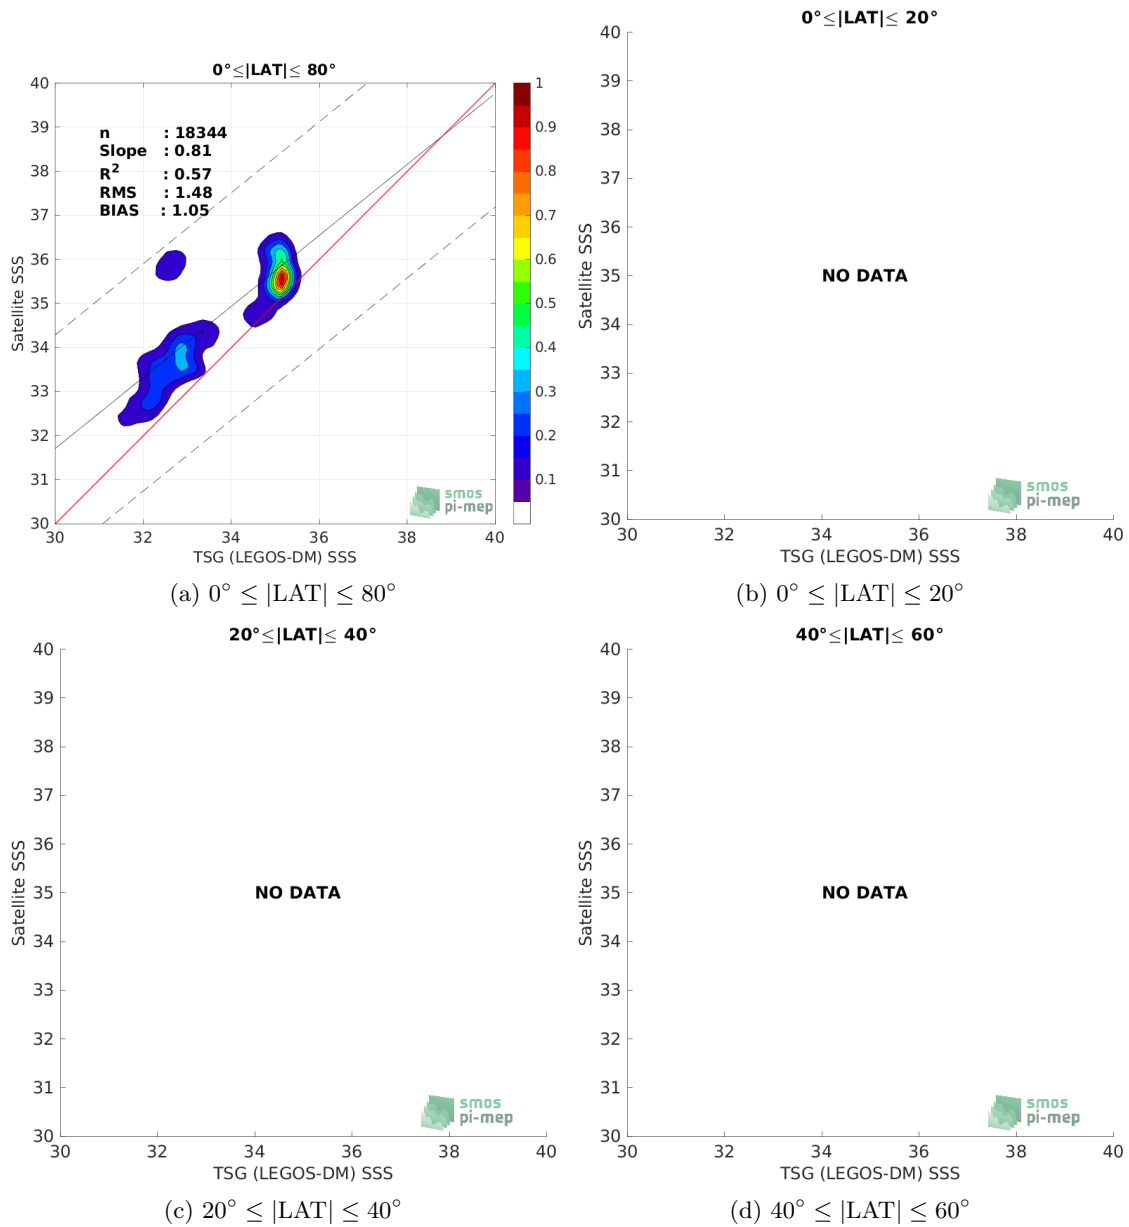 0°≤|LAT|≤ 80°
40
39
38
37
36
35
34
33
32
31
30
Satellite SSS
n : 18344
Slope : 0.81
R² : 0.57
RMS : 1.48
BIAS : 1.05
smos
pi-mep
30 32 34 36 38 40
TSG (LEGOS-DM) SSS
1
0.9
0.8
0.7
0.6
0.5
0.4
0.3
0.2
0.1
(a) 0° ≤ |LAT| ≤ 80°
0°≤|LAT|≤ 20°
40
39
38
37
36
35
34
33
32
31
30
Satellite SSS
NO DATA
smos
pi-mep
30 32 34 36 38 40
TSG (LEGOS-DM) SSS
(b) 0° ≤ |LAT| ≤ 20°
20°≤|LAT|≤ 40°
40
39
38
37
36
35
34
33
32
31
30
Satellite SSS
NO DATA
smos
pi-mep
30 32 34 36 38 40
TSG (LEGOS-DM) SSS
(c) 20° ≤ |LAT| ≤ 40°
40°≤|LAT|≤ 60°
40
39
38
37
36
35
34
33
32
31
30
Satellite SSS
NO DATA
smos
pi-mep
30 32 34 36 38 40
TSG (LEGOS-DM) SSS
(d) 40° ≤ |LAT| ≤ 60°